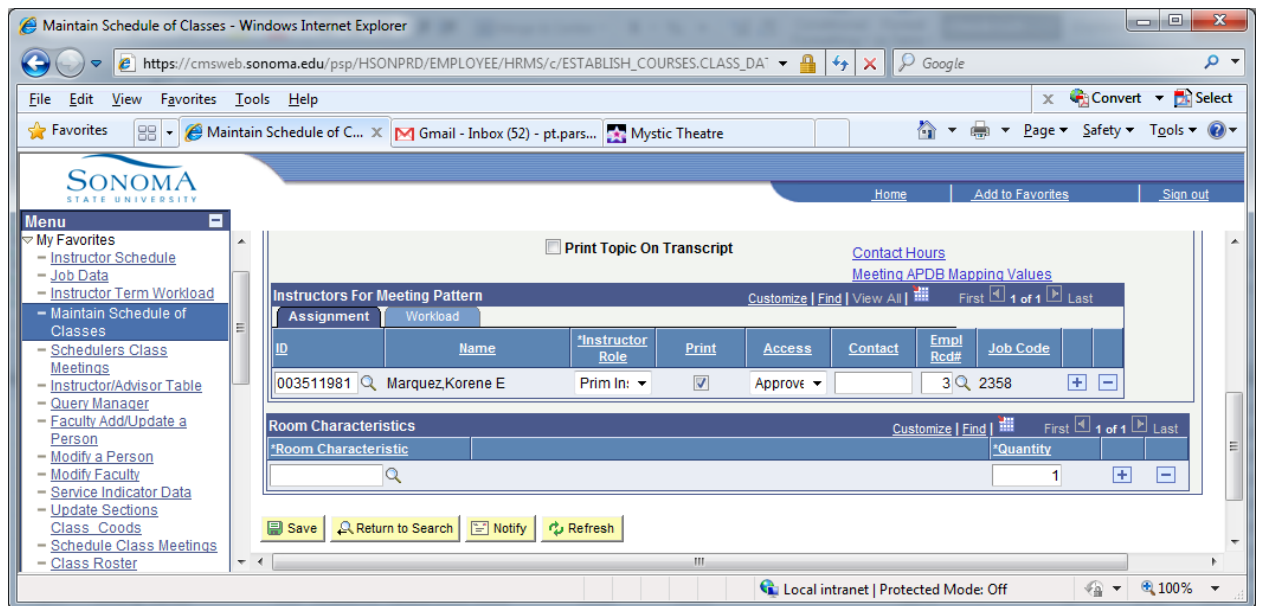 Maintain Schedule of Classes - Windows Internet Explorer
https://cmsweb.sonoma.edu/psp/HSONPRD/EMPLOYEE/HRMS/c/ESTABLISH_COURSES.CLASS_DA
Google
File Edit View Favorites Tools Help
x Convert Select
Favorites
Maintain Schedule of C... X
Gmail - Inbox (52) - pt.pars...
Mystic Theatre
Page Safety Tools
SONOMA
STATE UNIVERSITY
Home Add to Favorites Sign out
Menu
My Favorites
Instructor Schedule
Job Data
Instructor Term Workload
Maintain Schedule of
Classes
Schedulers Class
Meetings
Instructor/Advisor Table
Query Manager
Faculty Add/Update a
Person
Modify a Person
Modify Faculty
Service Indicator Data
Update Sections
Class_Coods
Schedule Class Meetings
Class Roster
Print Topic On Transcript
Contact Hours
Meeting APDB Mapping Values
Instructors For Meeting Pattern Customize | Find | View All | First 1 of 1 Last
Assignment Workload
ID Name *Instructor Role Print Access Contact Empl Rcd# Job Code
003511981 Marquez,Korene E Prim In: Approve 3 2358 + -
Room Characteristics Customize | Find | First 1 of 1 Last
*Room Characteristic *Quantity
1 + -
Save Return to Search Notify Refresh
Local intranet | Protected Mode: Off 100%